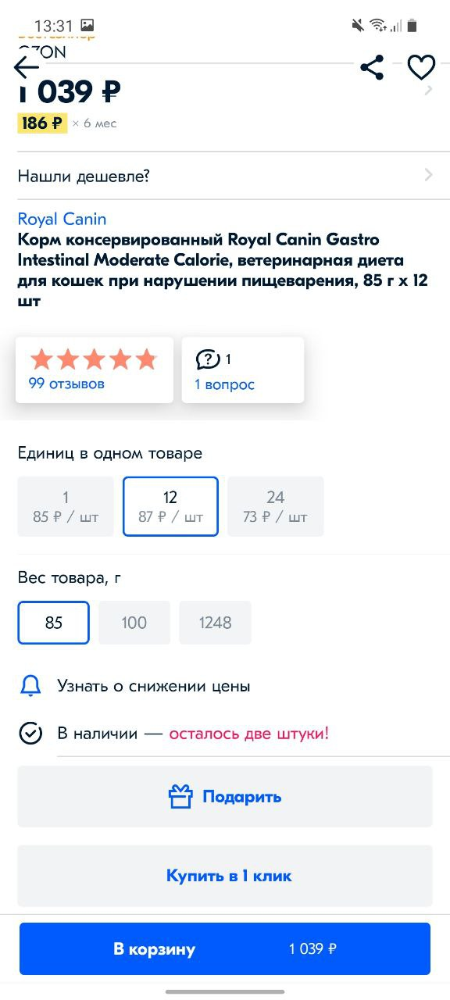 13:31
Бестселлер
OZON
1 039 ₽
186 ₽ × 6 мес
Нашли дешевле?
Royal Canin
Корм консервированный Royal Canin Gastro
Intestinal Moderate Calorie, ветеринарная диета
для кошек при нарушении пищеварения, 85 г x 12
шт
1
99 отзывов
1 вопрос
Единиц в одном товаре
1
85 ₽ / шт
12
87 ₽ / шт
24
73 ₽ / шт
Вес товара, г
85
100
1248
Узнать о снижении цены
В наличии — осталось две штуки!
Подарить
Купить в 1 клик
В корзину 1 039 ₽